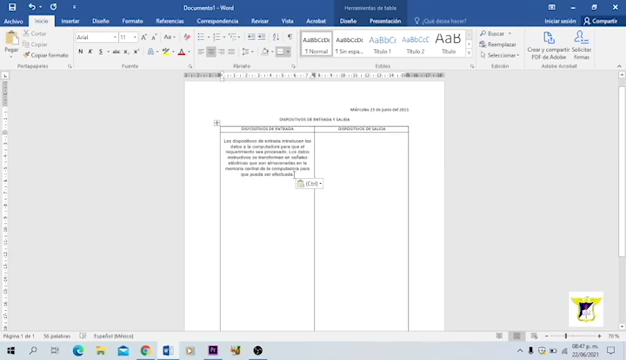 Documento1 - Word
Herramientas de tabla
Archivo Inicio Insertar Diseño Formato Referencias Correspondencia Revisar Vista Acrobat Diseño Presentación ¿Qué desea hacer? Iniciar sesión Compartir
Pegar
Cortar
Copiar
Copiar formato
Arial 11
N K S
AaBbCcDc AaBbCcDc AaBbCc AaBbCcC AaB
¶ Normal ¶ Sin espa... Título 1 Título 2 Título
Buscar
Reemplazar
Seleccionar
Crear y compartir PDF de Adobe
Solicitar firmas
Portapapeles Fuente Párrafo Estilos Edición Adobe Acrobat
Miércoles 23 de junio del 2021
DISPOSITIVOS DE ENTRADA Y SALIDA
DISPOSITIVOS DE ENTRADA DISPOSITIVOS DE SALIDA
Los dispositivos de entrada introducen los
datos a la computadora para que el
requerimiento sea procesado. Los datos
instructivos se transforman en señales
eléctricas que son almacenadas en la
memoria central de la computadora para
que pueda ser efectuada.
(Ctrl)
Página 1 de 1 56 palabras Español (México) 70 %
08:47 p. m.
22/06/2021